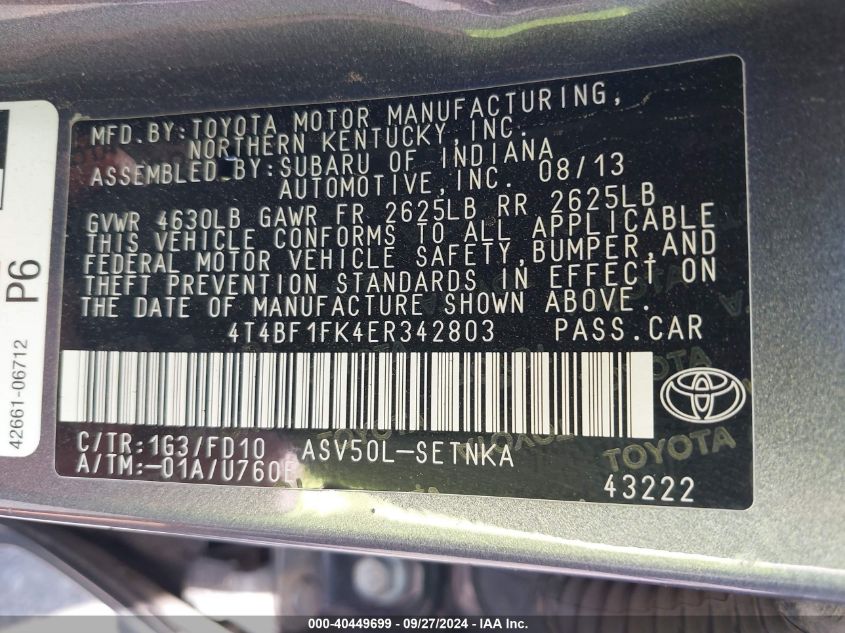 MFD.BY:TOYOTA MOTOR MANUFACTURING,
NORTHERN KENTUCKY,INC.
ASSEMBLED BY:SUBARU OF INDIANA
AUTOMOTIVE,INC. 08/13
GVWR 4630LB GAWR FR 2625LB RR 2625LB
THIS VEHICLE CONFORMS TO ALL APPLICABLE
FEDERAL MOTOR VEHICLE SAFETY,BUMPER,AND
THEFT PREVENTION STANDARDS IN EFFECT ON
THE DATE OF MANUFACTURE SHOWN ABOVE.
4T4BF1FK4ER342803 PASS.CAR
C/TR:1G3/FD10 ASV50L-SETNKA
A/TM:-01A/U760E
TOYOTA
43222
P6
42661-06712
000-40449699 / 09/27/2024 - IAA Inc.